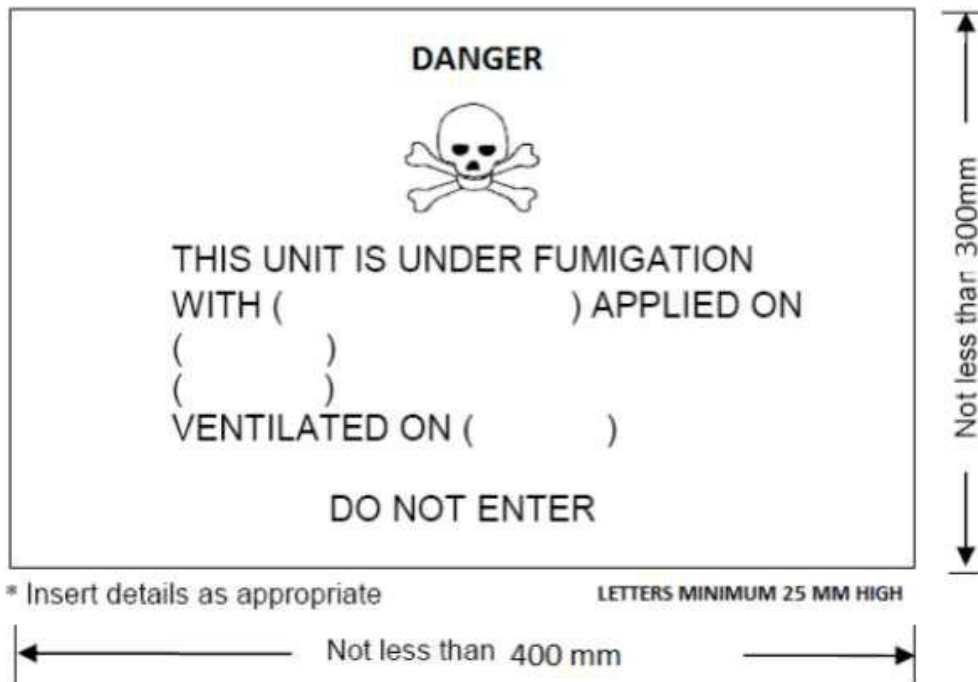 DANGER
THIS UNIT IS UNDER FUMIGATION
WITH ( ) APPLIED ON
( )
( )
VENTILATED ON ( )
DO NOT ENTER
* Insert details as appropriate
LETTERS MINIMUM 25 MM HIGH
Not less than 400 mm
Not less than 300mm